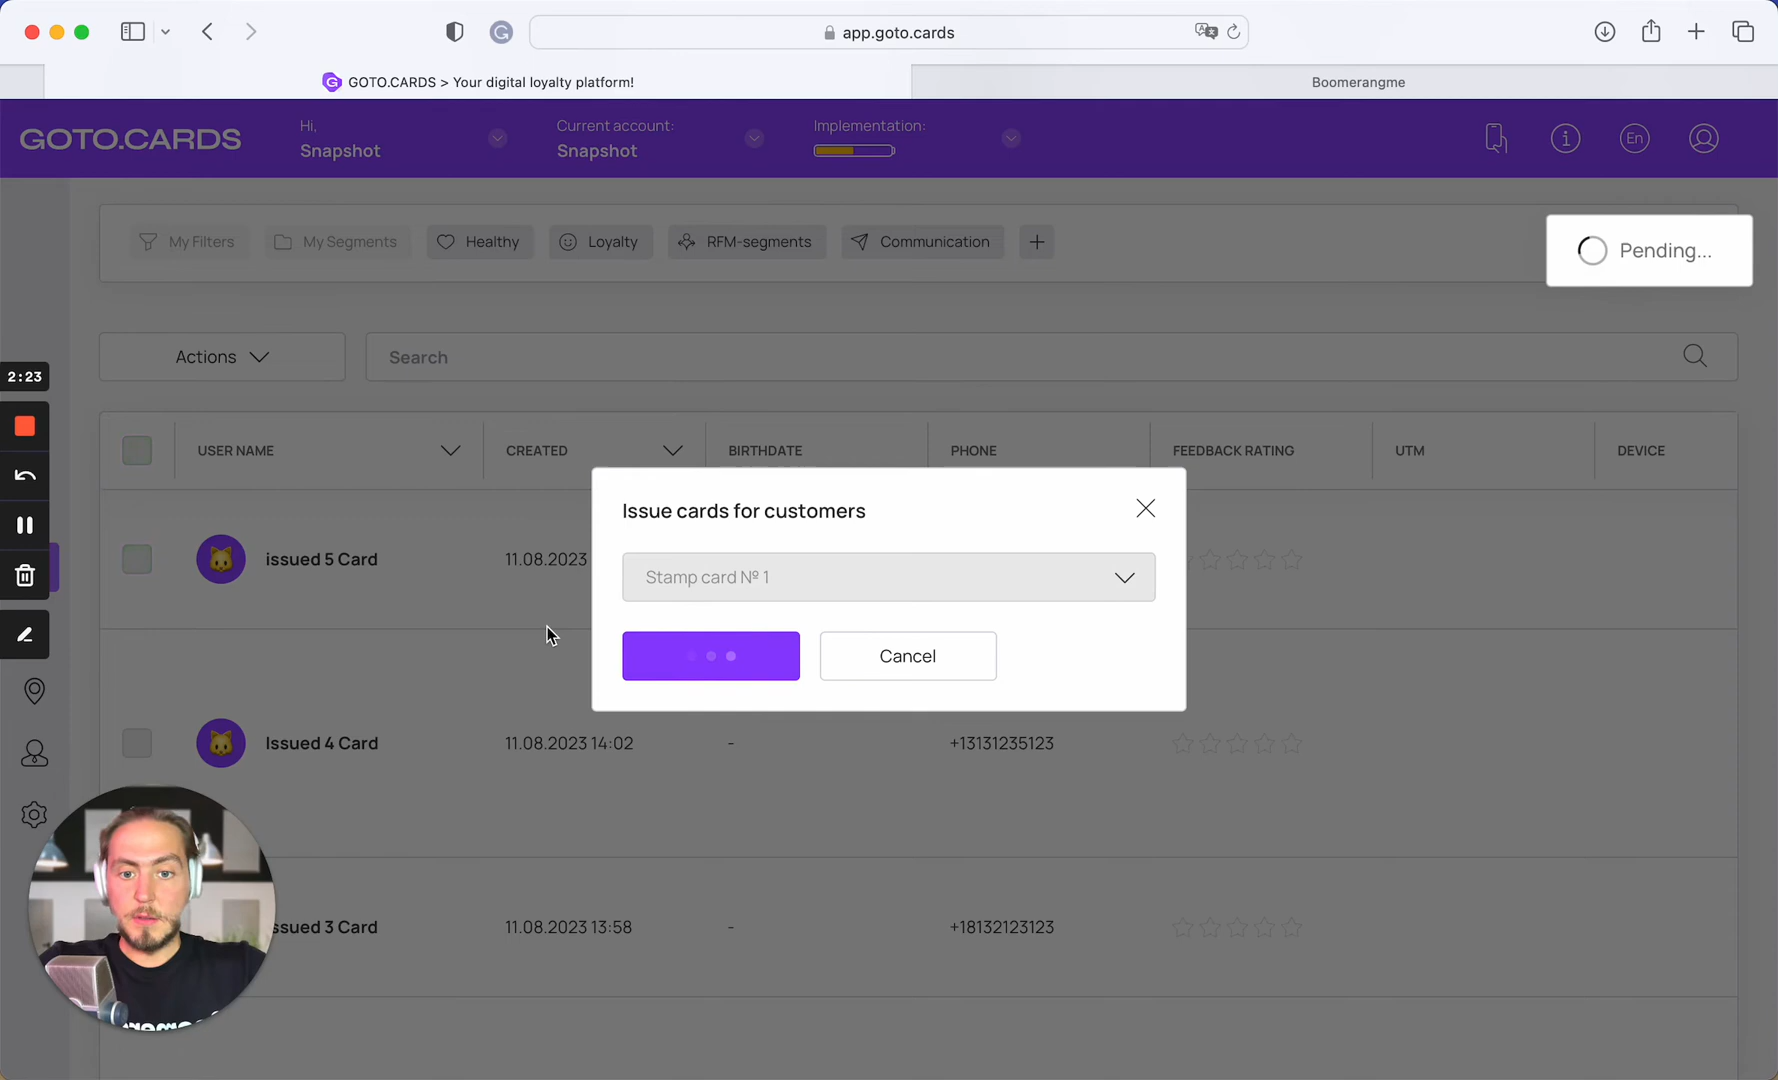 app.goto.cards
GOTO.CARDS > Your digital loyalty platform!
Boomerangme
GOTO.CARDS
Hi,
Snapshot
Current account:
Snapshot
Implementation:
En
My Filters
My Segments
Healthy
Loyalty
RFM-segments
Communication
Pending...
Actions
Search
2:23
USER NAME
CREATED
BIRTHDATE
PHONE
FEEDBACK RATING
UTM
DEVICE
Issue cards for customers
Stamp card Nº 1
Cancel
issued 5 Card
11.08.2023
Issued 4 Card
11.08.2023 14:02
-
+13131235123
ssued 3 Card
11.08.2023 13:58
-
+18132123123